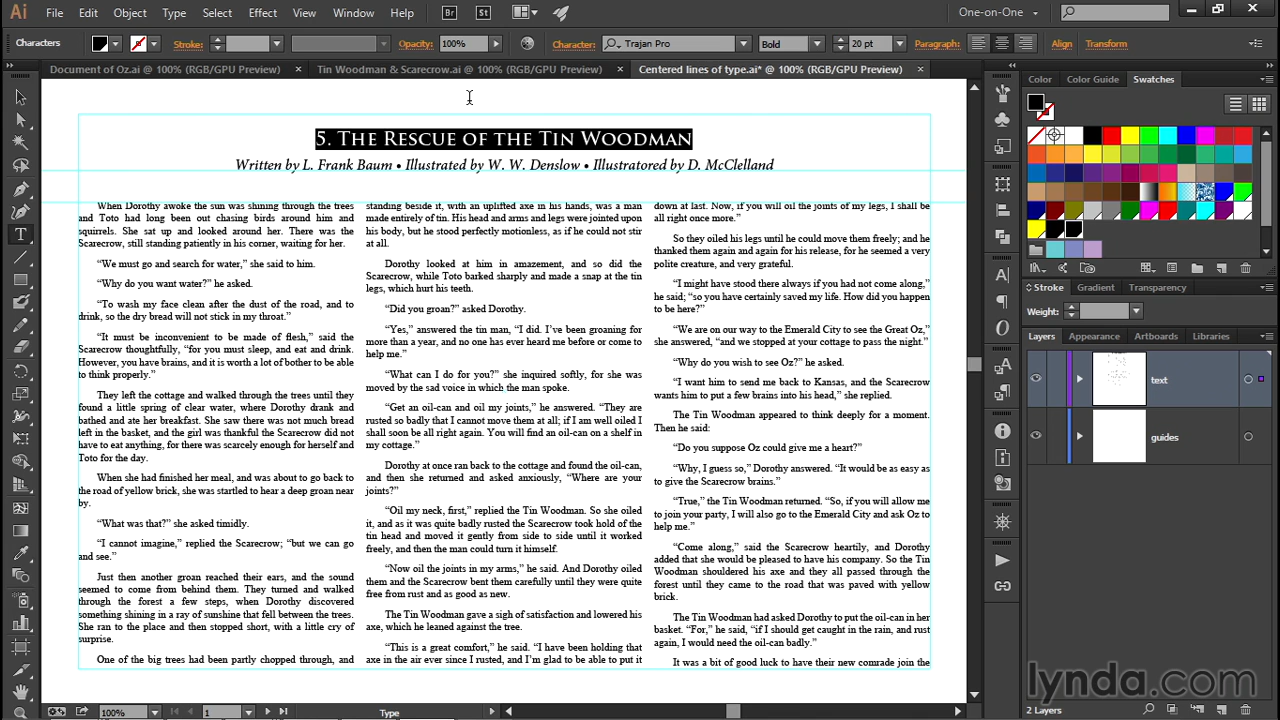 Ai File Edit Object Type Select Effect View Window Help Br St One-on-One
Characters Stroke: Opacity: 100% Character: Trajan Pro Bold 20 pt Paragraph: Align Transform
Document of Oz.ai @ 100% (RGB/GPU Preview) × Tin Woodman & Scarecrow.ai @ 100% (RGB/GPU Preview) × Centered lines of type.ai* @ 100% (RGB/GPU Preview) ×
5. The Rescue of the Tin Woodman
Written by L. Frank Baum • Illustrated by W. W. Denslow • Illustratored by D. McClelland
When Dorothy awoke the sun was shining through the trees
and Toto had long been out chasing birds around him and
squirrels. She sat up and looked around her. There was the
Scarecrow, still standing patiently in his corner, waiting for her.
“We must go and search for water,” she said to him.
“Why do you want water?” he asked.
“To wash my face clean after the dust of the road, and to
drink, so the dry bread will not stick in my throat.”
“It must be inconvenient to be made of flesh,” said the
Scarecrow thoughtfully, “for you must sleep, and eat and drink.
However, you have brains, and it is worth a lot of bother to be able
to think properly.”
They left the cottage and walked through the trees until they
found a little spring of clear water, where Dorothy drank and
bathed and ate her breakfast. She saw there was not much bread
left in the basket, and the girl was thankful the Scarecrow did not
have to eat anything, for there was scarcely enough for herself and
Toto for the day.
When she had finished her meal, and was about to go back to
the road of yellow brick, she was startled to hear a deep groan near
by.
“What was that?” she asked timidly.
“I cannot imagine,” replied the Scarecrow; “but we can go
and see.”
Just then another groan reached their ears, and the sound
seemed to come from behind them. They turned and walked
through the forest a few steps, when Dorothy discovered
something shining in a ray of sunshine that fell between the trees.
She ran to the place and then stopped short, with a little cry of
surprise.
One of the big trees had been partly chopped through, and
standing beside it, with an uplifted axe in his hands, was a man
made entirely of tin. His head and arms and legs were jointed upon
his body, but he stood perfectly motionless, as if he could not stir
at all.
Dorothy looked at him in amazement, and so did the
Scarecrow, while Toto barked sharply and made a snap at the tin
legs, which hurt his teeth.
“Did you groan?” asked Dorothy.
“Yes,” answered the tin man, “I did. I’ve been groaning for
more than a year, and no one has ever heard me before or come to
help me.”
“What can I do for you?” she inquired softly, for she was
moved by the sad voice in which the man spoke.
“Get an oil-can and oil my joints,” he answered. “They are
rusted so badly that I cannot move them at all; if I am well oiled I
shall soon be all right again. You will find an oil-can on a shelf in
my cottage.”
Dorothy at once ran back to the cottage and found the oil-can,
and then she returned and asked anxiously, “Where are your
joints?”
“Oil my neck, first,” replied the Tin Woodman. So she oiled
it, and as it was quite badly rusted the Scarecrow took hold of the
tin head and moved it gently from side to side until it worked
freely, and then the man could turn it himself.
“Now oil the joints in my arms,” he said. And Dorothy oiled
them and the Scarecrow bent them carefully until they were quite
free from rust and as good as new.
The Tin Woodman gave a sigh of satisfaction and lowered his
axe, which he leaned against the tree.
“This is a great comfort,” he said. “I have been holding that
axe in the air ever since I rusted, and I’m glad to be able to put it
down at last. Now, if you will oil the joints of my legs, I shall be
all right once more.”
So they oiled his legs until he could move them freely; and he
thanked them again and again for his release, for he seemed a very
polite creature, and very grateful.
“I might have stood there always if you had not come along,”
he said; “so you have certainly saved my life. How did you happen
to be here?”
“We are on our way to the Emerald City to see the Great Oz,”
she answered, “and we stopped at your cottage to pass the night.”
“Why do you wish to see Oz?” he asked.
“I want him to send me back to Kansas, and the Scarecrow
wants him to put a few brains into his head,” she replied.
The Tin Woodman appeared to think deeply for a moment.
Then he said:
“Do you suppose Oz could give me a heart?”
“Why, I guess so,” Dorothy answered. “It would be as easy as
to give the Scarecrow brains.”
“True,” the Tin Woodman returned. “So, if you will allow me
to join your party, I will also go to the Emerald City and ask Oz to
help me.”
“Come along,” said the Scarecrow heartily, and Dorothy
added that she would be pleased to have his company. So the Tin
Woodman shouldered his axe and they all passed through the
forest until they came to the road that was paved with yellow
brick.
The Tin Woodman had asked Dorothy to put the oil-can in her
basket. “For,” he said, “if I should get caught in the rain, and rust
again, I would need the oil-can badly.”
It was a bit of good luck to have their new comrade join the
Color Color Guide Swatches
Stroke Gradient Transparency
Weight:
Layers Appearance Artboards Libraries
text
guides
2 Layers
100% 1 Type
lynda.com